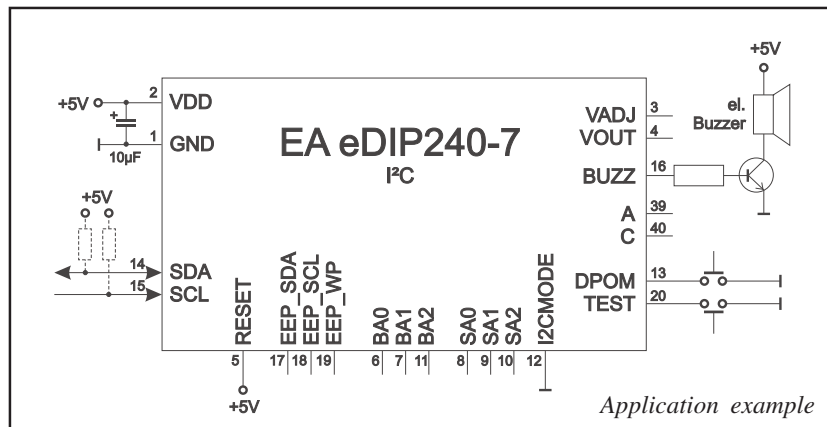 +5V
el.
Buzzer
+5V
2
VDD
+
10µF
1
GND
EA eDIP240-7
I²C
VADJ
3
VOUT
4
BUZZ
16
A
39
C
40
+5V
14
SDA
15
SCL
DPOM
13
TEST
20
RESET
EEP_SDA
EEP_SCL
EEP_WP
BA0
BA1
BA2
SA0
SA1
SA2
I2CMODE
5
17
18
19
6
7
11
8
9
10
12
+5V
Application example